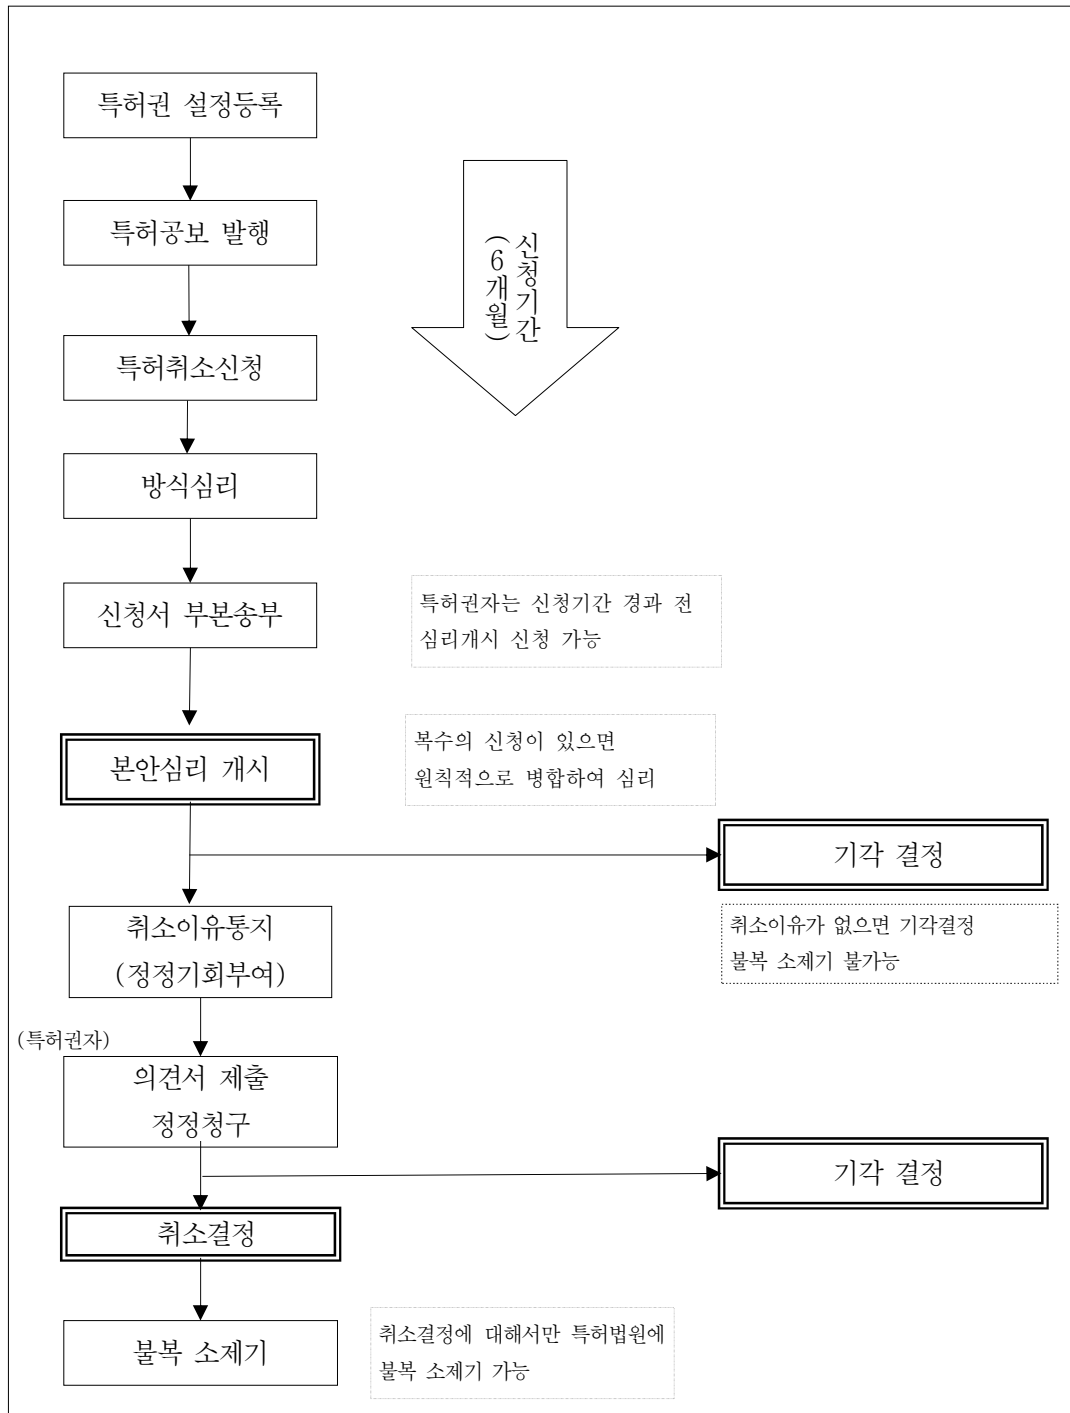 특허권 설정등록
특허공보 발행
신청기간
(6개월)
특허취소신청
방식심리
신청서 부본송부
특허권자는 신청기간 경과 전
심리개시 신청 가능
본안심리 개시
복수의 신청이 있으면
원칙적으로 병합하여 심리
기각 결정
취소이유가 없으면 기각결정
불복 소제기 불가능
취소이유통지
(정정기회부여)
(특허권자)
의견서 제출
정정청구
기각 결정
취소결정
불복 소제기
취소결정에 대해서만 특허법원에
불복 소제기 가능